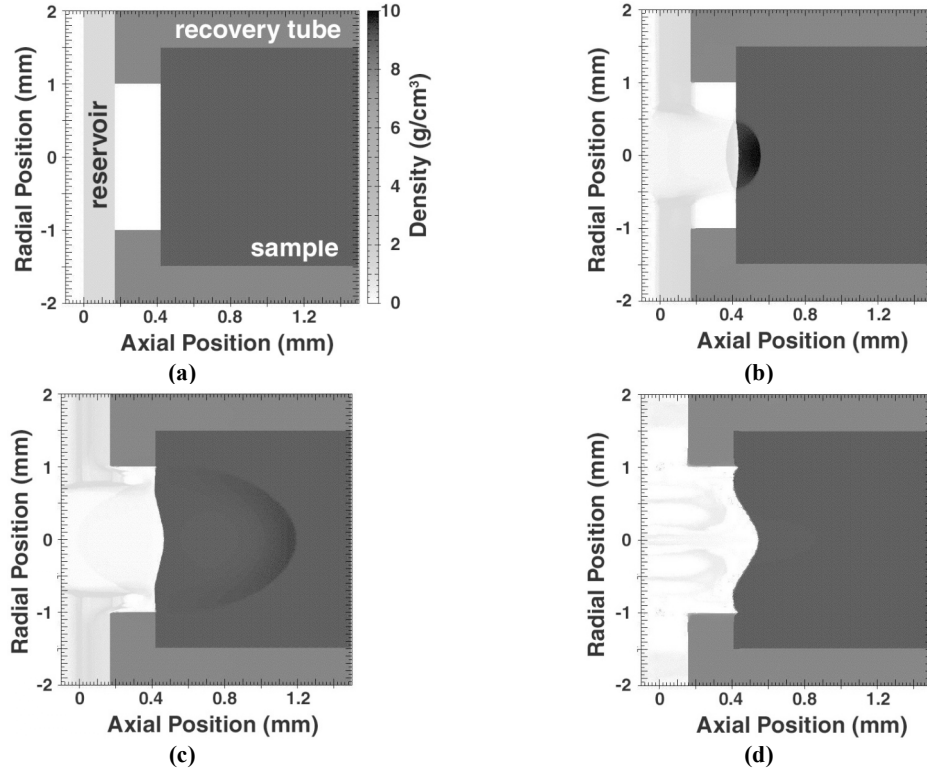 2
1
0
-1
-2
Radial Position (mm)
reservoir
recovery tube
sample
0 0.4 0.8 1.2
Axial Position (mm)
10
8
6
4
2
0
Density (g/cm³)
(a)
2
1
0
-1
-2
Radial Position (mm)
0 0.4 0.8 1.2
Axial Position (mm)
(b)
2
1
0
-1
-2
Radial Position (mm)
0 0.4 0.8 1.2
Axial Position (mm)
(c)
2
1
0
-1
-2
Radial Position (mm)
0 0.4 0.8 1.2
Axial Position (mm)
(d)